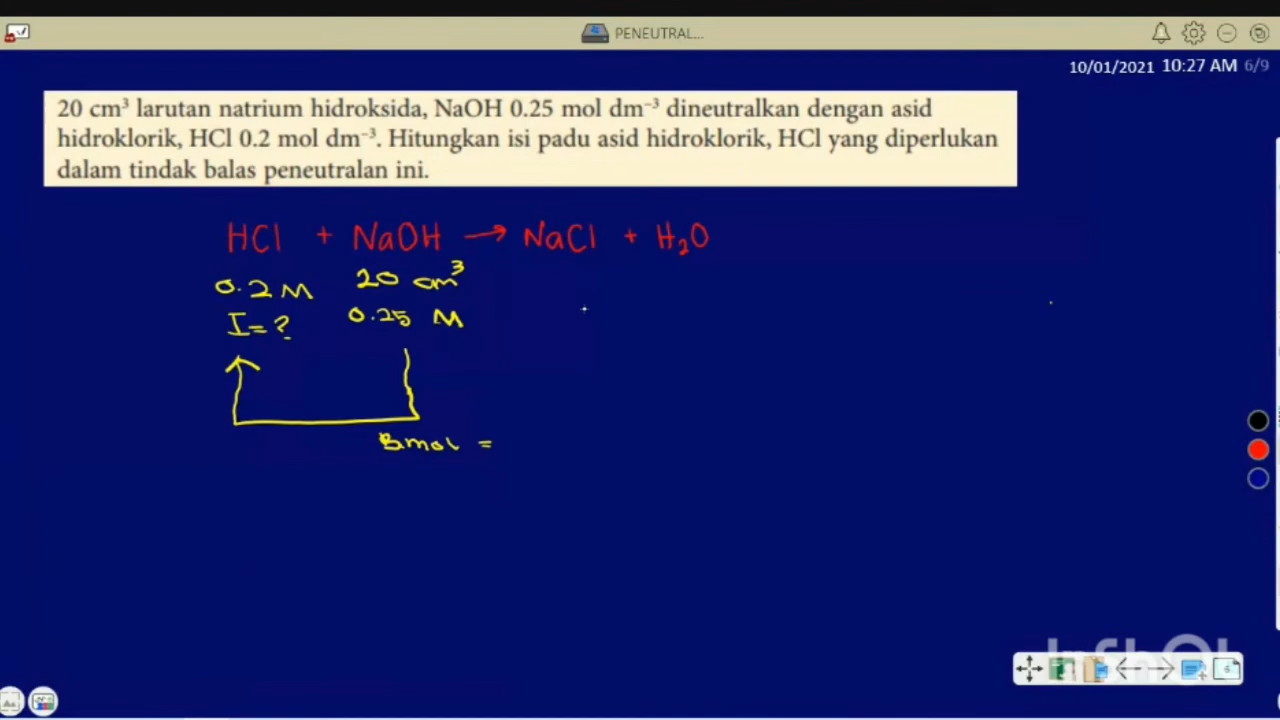 PENEUTRAL...
10/01/2021 10:27 AM 6/9
20 cm³ larutan natrium hidroksida, NaOH 0.25 mol dm⁻³ dineutralkan dengan asid
hidroklorik, HCl 0.2 mol dm⁻³. Hitungkan isi padu asid hidroklorik, HCl yang diperlukan
dalam tindak balas peneutralan ini.
HCl + NaOH → NaCl + H₂O
0.2 M 20 cm³
I = ? 0.25 M
Bmol =
InShOt